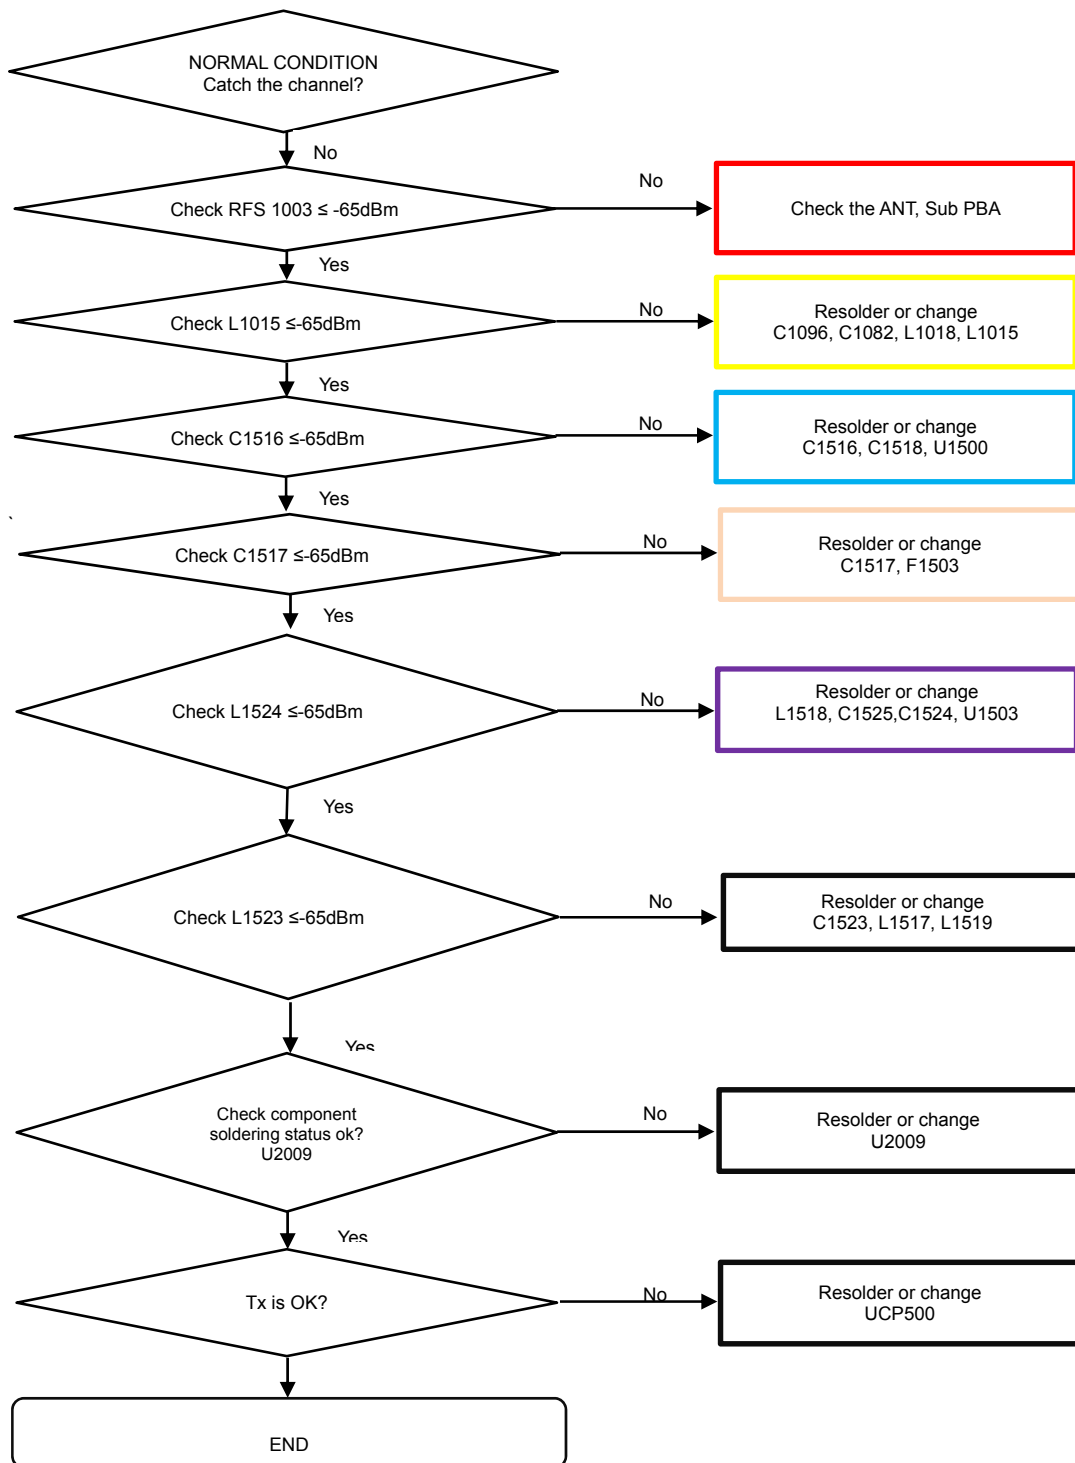 NORMAL CONDITION
Catch the channel?
No
Check RFS 1003 ≤ -65dBm
No
Check the ANT, Sub PBA
Yes
Check L1015 ≤-65dBm
No
Resolder or change
C1096, C1082, L1018, L1015
Yes
Check C1516 ≤-65dBm
No
Resolder or change
C1516, C1518, U1500
Yes
`
Check C1517 ≤-65dBm
No
Resolder or change
C1517, F1503
Yes
Check L1524 ≤-65dBm
No
Resolder or change
L1518, C1525,C1524, U1503
Yes
Check L1523 ≤-65dBm
No
Resolder or change
C1523, L1517, L1519
Yes
Check component
soldering status ok?
U2009
No
Resolder or change
U2009
Yes
Tx is OK?
No
Resolder or change
UCP500
END